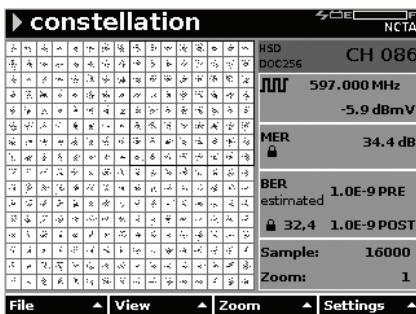 constellation
E F
NCTA
HSD
DOC256
CH 086
597.000 MHz
-5.9 dBmV
MER
34.4 dB
BER
estimated
1.0E-9 PRE
32,4 1.0E-9 POST
Sample: 16000
Zoom: 1
File View Zoom Settings